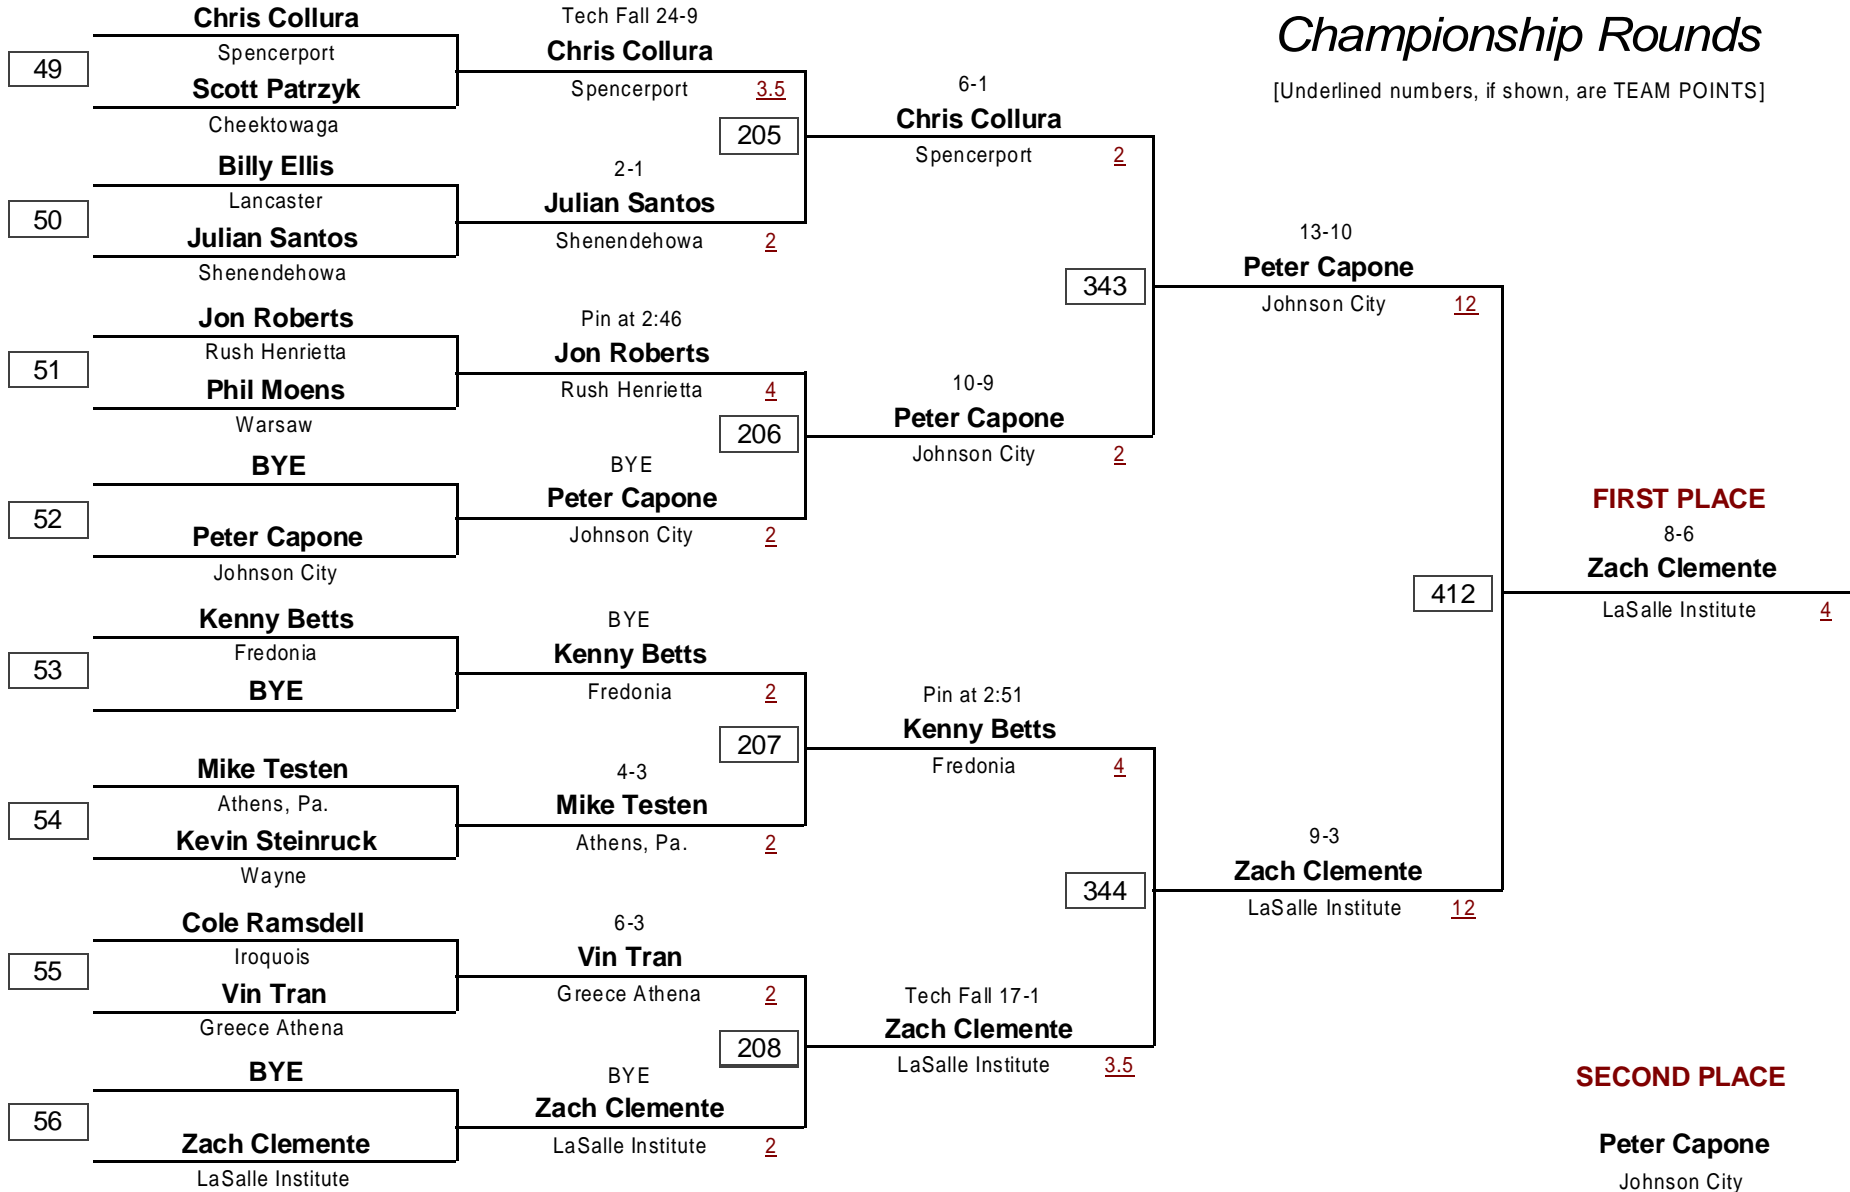 Championship Rounds
[Underlined numbers, if shown, are TEAM POINTS]
Chris Collura
Spencerport
49
Scott Patrzyk
Cheektowaga
Billy Ellis
Lancaster
50
Julian Santos
Shenendehowa
Jon Roberts
Rush Henrietta
51
Phil Moens
Warsaw
BYE
52
Peter Capone
Johnson City
Kenny Betts
Fredonia
53
BYE
Mike Testen
Athens, Pa.
54
Kevin Steinruck
Wayne
Cole Ramsdell
Iroquois
55
Vin Tran
Greece Athena
BYE
56
Zach Clemente
LaSalle Institute
Tech Fall 24-9
Chris Collura
Spencerport 3.5
205
2-1
Julian Santos
Shenendehowa 2
Pin at 2:46
Jon Roberts
Rush Henrietta 4
206
BYE
Peter Capone
Johnson City 2
BYE
Kenny Betts
Fredonia 2
207
4-3
Mike Testen
Athens, Pa. 2
6-3
Vin Tran
Greece Athena 2
208
BYE
Zach Clemente
LaSalle Institute 2
6-1
Chris Collura
Spencerport 2
343
10-9
Peter Capone
Johnson City 2
Pin at 2:51
Kenny Betts
Fredonia 4
344
Tech Fall 17-1
Zach Clemente
LaSalle Institute 3.5
13-10
Peter Capone
Johnson City 12
412
9-3
Zach Clemente
LaSalle Institute 12
FIRST PLACE
8-6
Zach Clemente
LaSalle Institute 4
SECOND PLACE
Peter Capone
Johnson City